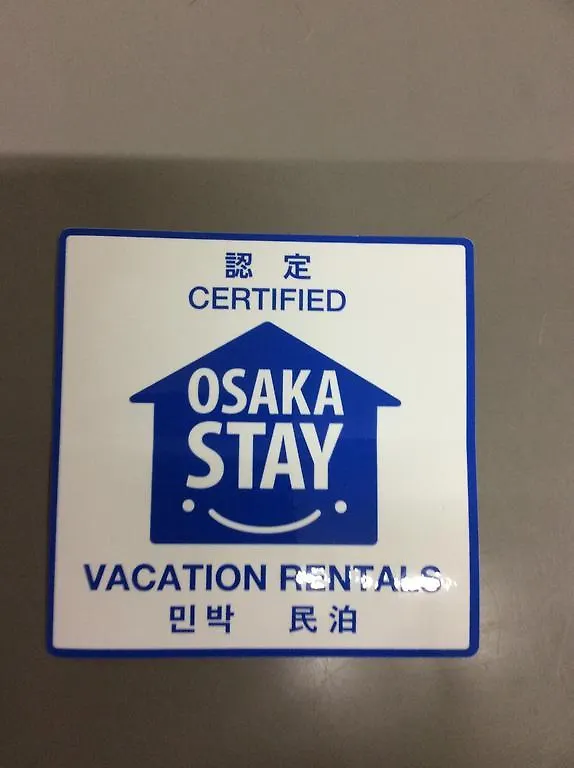 認定
CERTIFIED
OSAKA
STAY
VACATION RENTALS
민박 民泊